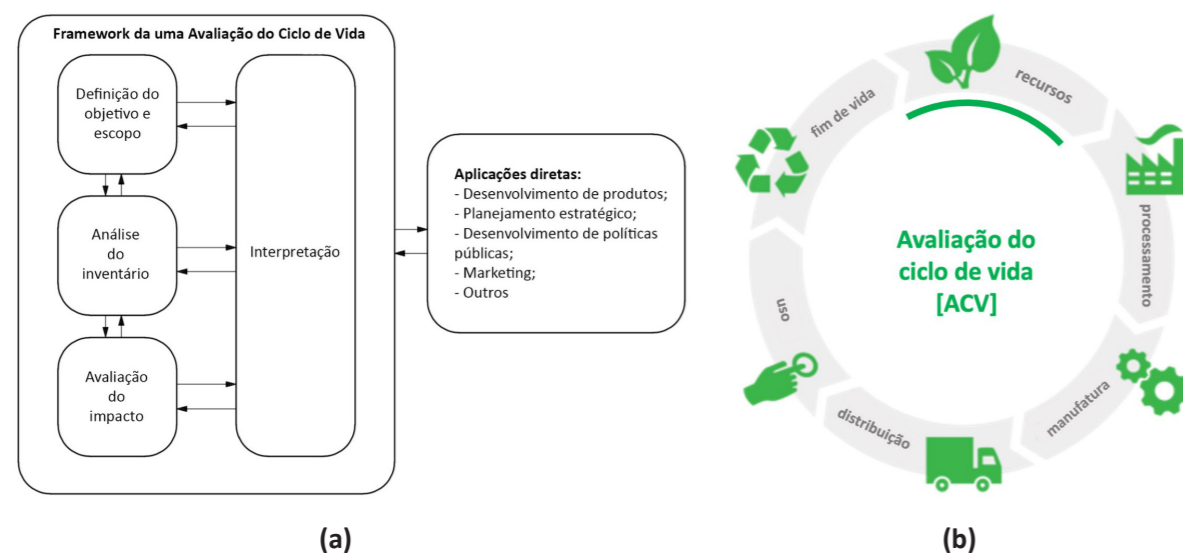 Framework da uma Avaliação do Ciclo de Vida
Definição do
objetivo e
escopo
Análise
do
inventário
Avaliação
do
impacto
Interpretação
Aplicações diretas:
- Desenvolvimento de produtos;
- Planejamento estratégico;
- Desenvolvimento de políticas
públicas;
- Marketing;
- Outros
(a)
recursos
processamento
manufatura
distribuição
uso
fim de vida
Avaliação do
ciclo de vida
[ACV]
(b)